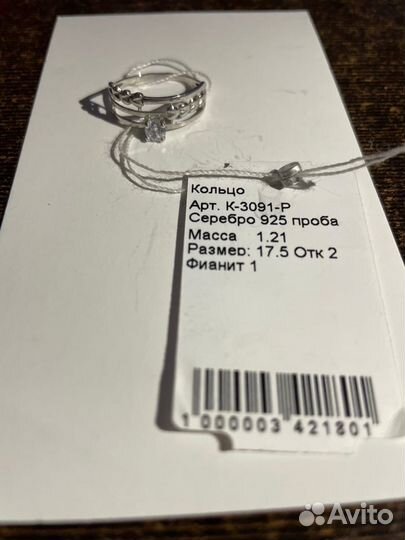 Кольцо
Арт. К-3091-Р
Серебро 925 проба
Масса 1.21
Размер: 17.5 Отк 2
Фианит 1
1 000003 421801
Avito